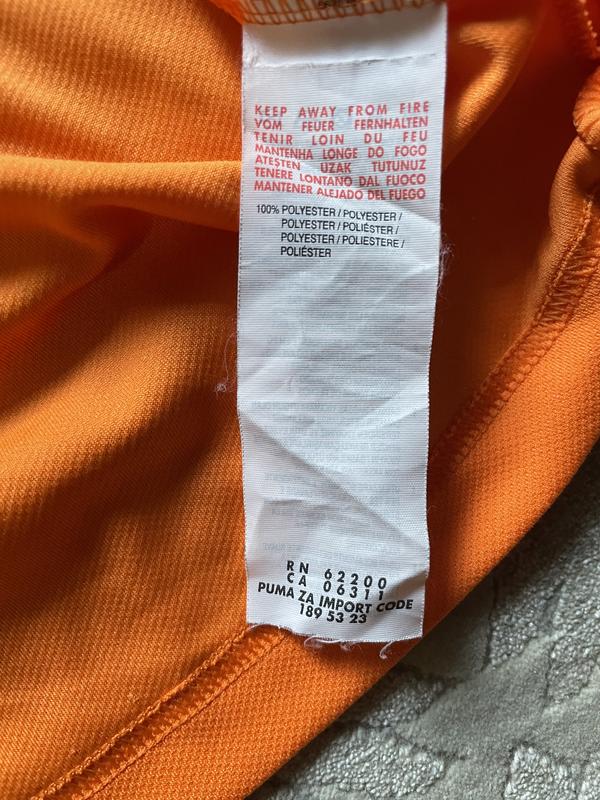 KEEP AWAY FROM FIRE
VOM FEUER FERNHALTEN
TENIR LOIN DU FEU
MANTENHA LONGE DO FOGO
ATEŞTEN UZAK TUTUNUZ
TENERE LONTANO DAL FUOCO
MANTENER ALEJADO DEL FUEGO
100% POLYESTER / POLYESTER /
POLYESTER / POLIÉSTER /
POLYESTER / POLIESTERE /
POLIÉSTER
RN 62200
CA 06311
PUMA ZA IMPORT CODE
189 53 23